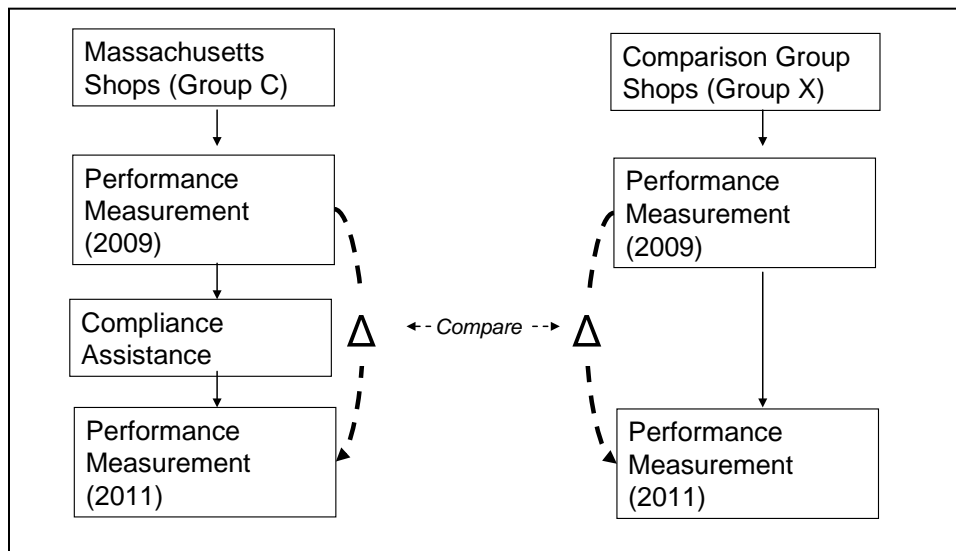 Massachusetts
Shops (Group C)
Comparison Group
Shops (Group X)
Performance
Measurement
(2009)
Performance
Measurement
(2009)
Compliance
Assistance
Δ
Compare
Δ
Performance
Measurement
(2011)
Performance
Measurement
(2011)